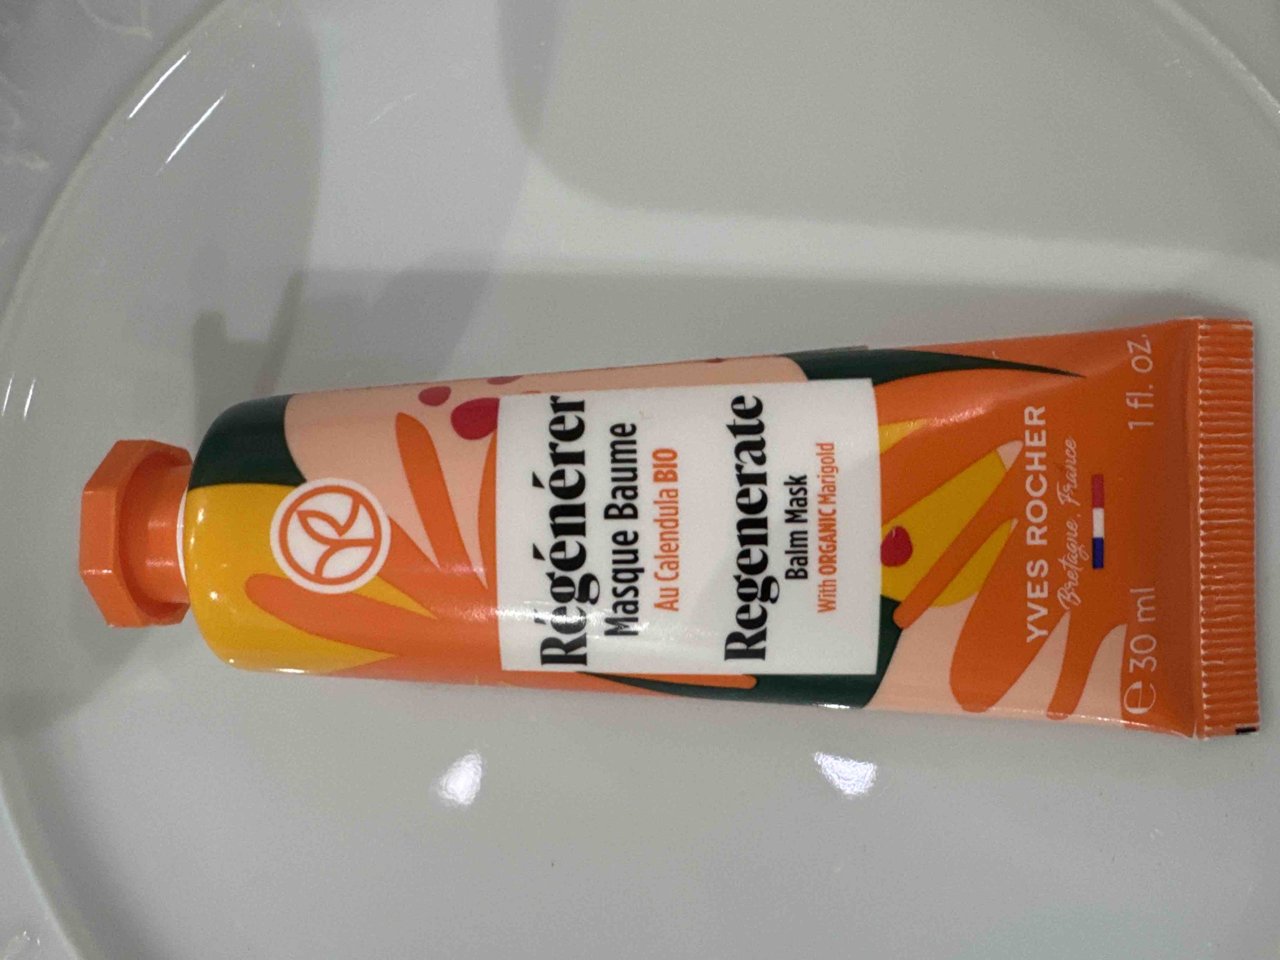 Régénérer
Masque Baume
Au Calendula BIO
Regenerate
Balm Mask
With ORGANIC Marigold
YVES ROCHER
Bretagne, France
e 30 ml 1 fl. oz.